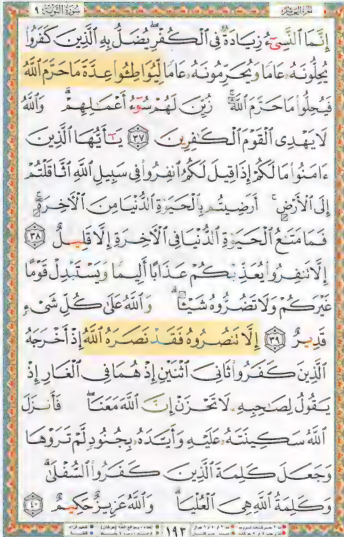 سُورَةُ التَّوْبَةِ ٩
إِنَّمَا ٱلنَّسِىٓءُ زِيَادَةٌ فِى ٱلْكُفْرِ يُضَلُّ بِهِ ٱلَّذِينَ كَفَرُوا۟
يُحِلُّونَهُۥ عَامًا وَيُحَرِّمُونَهُۥ عَامًا لِّيُوَاطِـُٔوا۟ عِدَّةَ مَا حَرَّمَ ٱللَّهُ
فَيُحِلُّوا۟ مَا حَرَّمَ ٱللَّهُ ۚ زُيِّنَ لَهُمْ سُوٓءُ أَعْمَـٰلِهِمْ ۗ وَٱللَّهُ
لَا يَهْدِى ٱلْقَوْمَ ٱلْكَـٰفِرِينَ ٣٧ يَـٰٓأَيُّهَا ٱلَّذِينَ
ءَامَنُوا۟ مَا لَكُمْ إِذَا قِيلَ لَكُمُ ٱنفِرُوا۟ فِى سَبِيلِ ٱللَّهِ ٱثَّاقَلْتُمْ
إِلَى ٱلْأَرْضِ ۚ أَرَضِيتُم بِٱلْحَيَوٰةِ ٱلدُّنْيَا مِنَ ٱلْـَٔاخِرَةِ ۚ
فَمَا مَتَـٰعُ ٱلْحَيَوٰةِ ٱلدُّنْيَا فِى ٱلْـَٔاخِرَةِ إِلَّا قَلِيلٌ ٣٨
إِلَّا تَنفِرُوا۟ يُعَذِّبْكُمْ عَذَابًا أَلِيمًا وَيَسْتَبْدِلْ قَوْمًا
غَيْرَكُمْ وَلَا تَضُرُّوهُ شَيْـًٔا ۗ وَٱللَّهُ عَلَىٰ كُلِّ شَىْءٍ
قَدِيرٌ ٣٩ إِلَّا تَنصُرُوهُ فَقَدْ نَصَرَهُ ٱللَّهُ إِذْ أَخْرَجَهُ
ٱلَّذِينَ كَفَرُوا۟ ثَانِىَ ٱثْنَيْنِ إِذْ هُمَا فِى ٱلْغَارِ إِذْ
يَقُولُ لِصَـٰحِبِهِۦ لَا تَحْزَنْ إِنَّ ٱللَّهَ مَعَنَا ۖ فَأَنزَلَ
ٱللَّهُ سَكِينَتَهُۥ عَلَيْهِ وَأَيَّدَهُۥ بِجُنُودٍ لَّمْ تَرَوْهَا
وَجَعَلَ كَلِمَةَ ٱلَّذِينَ كَفَرُوا۟ ٱلسُّفْلَىٰ ۗ
وَكَلِمَةُ ٱللَّهِ هِىَ ٱلْعُلْيَا ۗ وَٱللَّهُ عَزِيزٌ حَكِيمٌ ٤٠
١٩٣